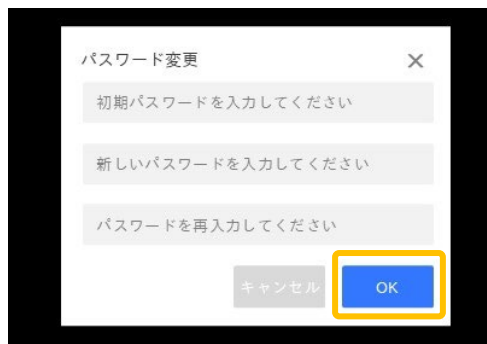 パスワード変更
初期パスワードを入力してください
新しいパスワードを入力してください
パスワードを再入力してください
キャンセル OK